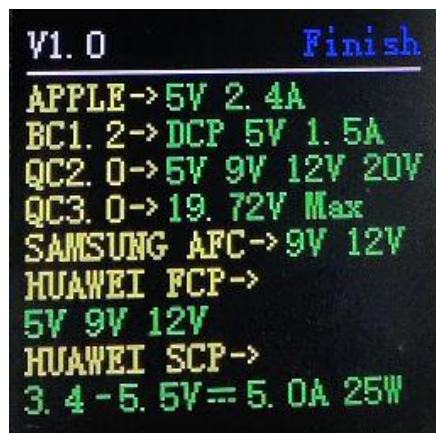 V1.0 Finish
APPLE->5V 2.4A
BC1.2->DCP 5V 1.5A
QC2.0->5V 9V 12V 20V
QC3.0->19.72V Max
SAMSUNG AFC->9V 12V
HUAWEI FCP->
5V 9V 12V
HUAWEI SCP->
3.4-5.5V⎓5.0A 25W